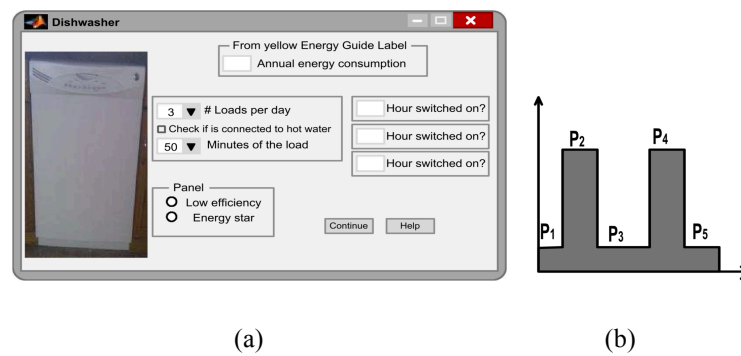 Dishwasher
From yellow Energy Guide Label
Annual energy consumption
3 # Loads per day
Check if is connected to hot water
50 Minutes of the load
Hour switched on?
Hour switched on?
Hour switched on?
Panel
Low efficiency
Energy star
Continue Help
P₁ P₂ P₃ P₄ P₅
(a) (b)